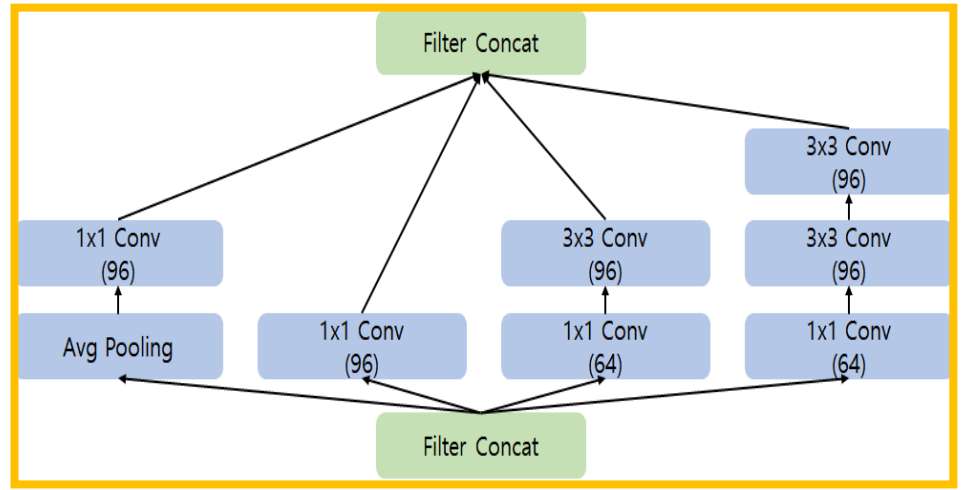 Filter Concat
3x3 Conv
(96)
1x1 Conv
(96)
3x3 Conv
(96)
3x3 Conv
(96)
Avg Pooling
1x1 Conv
(96)
1x1 Conv
(64)
1x1 Conv
(64)
Filter Concat